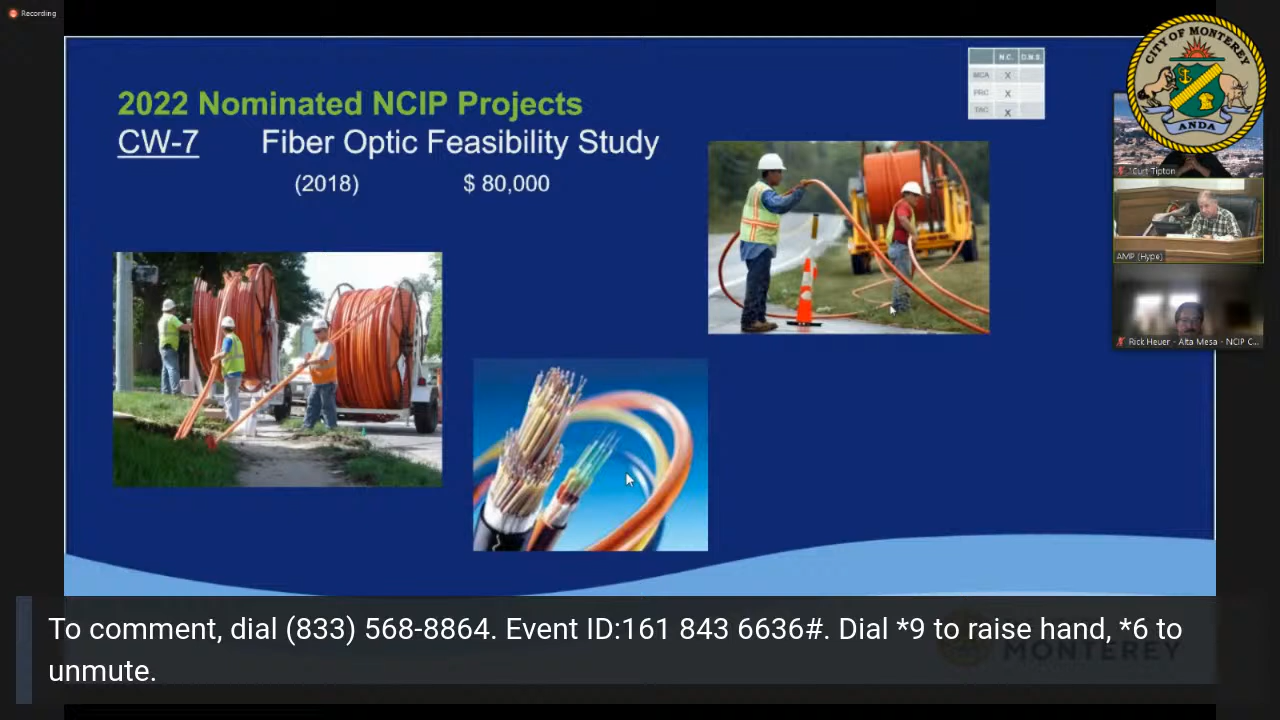 Recording
2022 Nominated NCIP Projects
CW-7 Fiber Optic Feasibility Study
(2018) $ 80,000
N.C. D.N.S.
MCA X
PRC X
TAC X
CITY OF MONTEREY
ANDA
Curt Tipton
AMP (Hype)
Rick Heuer - Alta Mesa - NCIP C...
To comment, dial (833) 568-8864. Event ID:161 843 6636#. Dial *9 to raise hand, *6 to
unmute.
MONTEREY